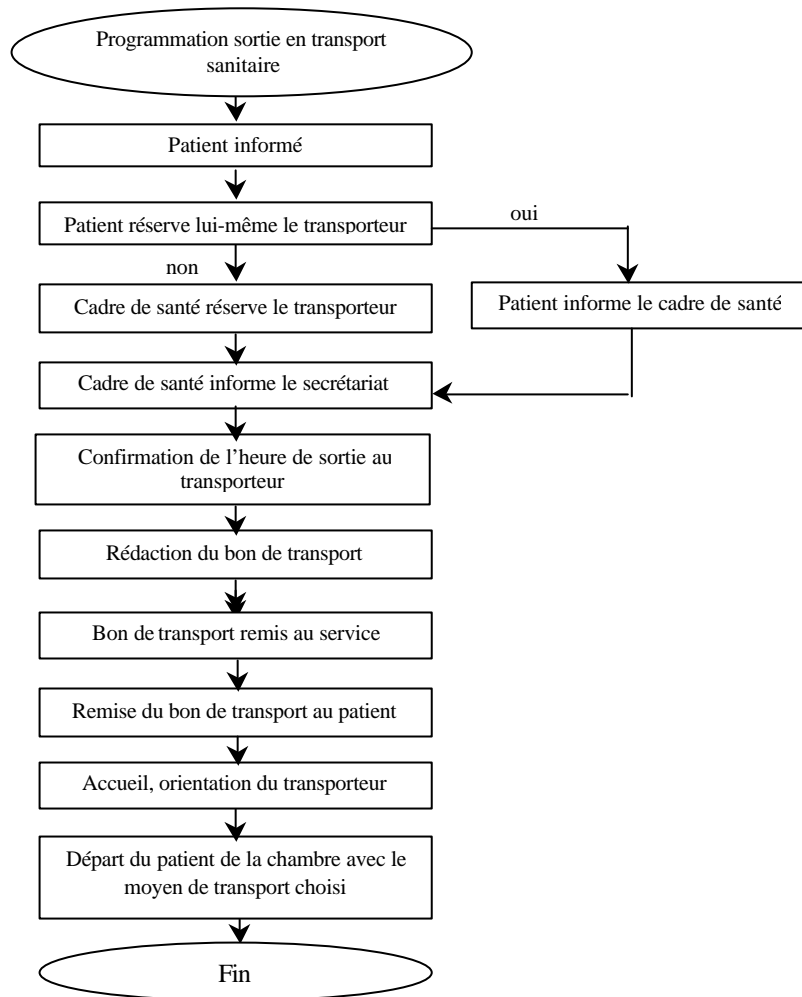 Programmation sortie en transport
sanitaire
Patient informé
Patient réserve lui-même le transporteur
oui
non
Cadre de santé réserve le transporteur
Patient informe le cadre de santé
Cadre de santé informe le secrétariat
Confirmation de l'heure de sortie au
transporteur
Rédaction du bon de transport
Bon de transport remis au service
Remise du bon de transport au patient
Accueil, orientation du transporteur
Départ du patient de la chambre avec le
moyen de transport choisi
Fin